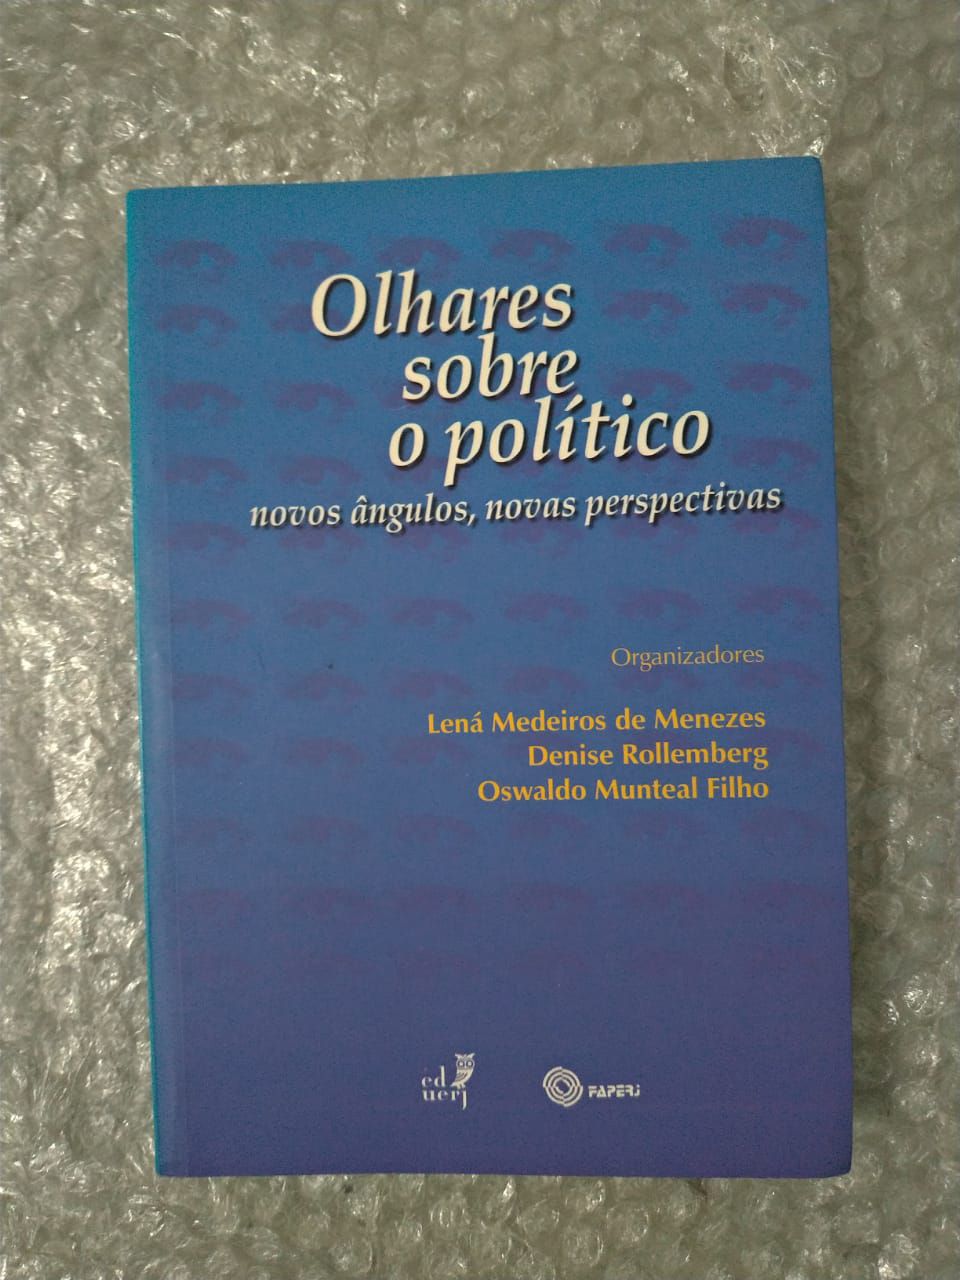 Olhares
sobre
o político
novos ângulos, novas perspectivas
Organizadores
Lená Medeiros de Menezes
Denise Rollemberg
Oswaldo Munteal Filho
ed
uerj
FAPERJ